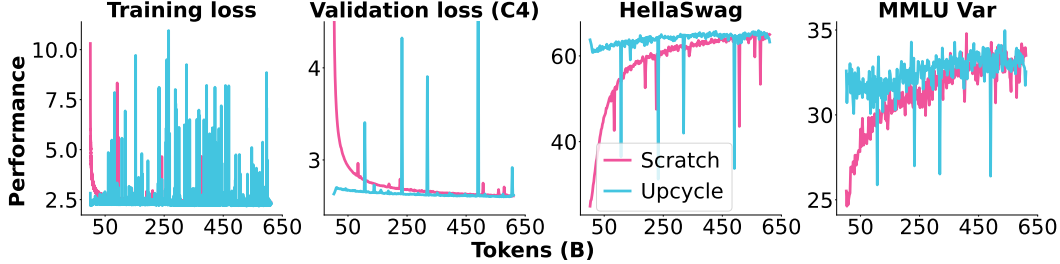 Training loss
Validation loss (C4)
HellaSwag
MMLU Var
Performance
10.0
7.5
5.0
2.5
4
3
60
40
35
30
25
Scratch
Upcycle
50 250 450 650
50 250 450 650
50 250 450 650
50 250 450 650
Tokens (B)